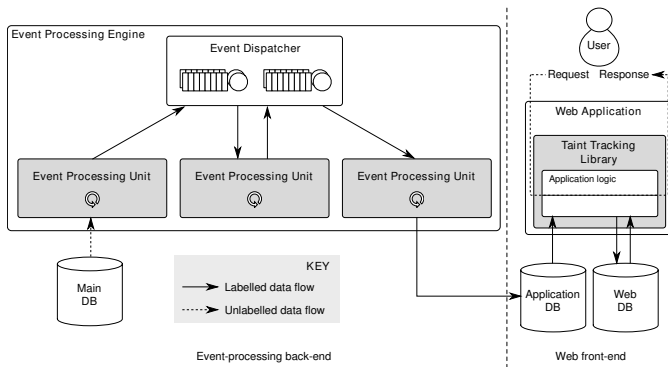 Event Processing Engine
Event Dispatcher
Event Processing Unit
Event Processing Unit
Event Processing Unit
Main
DB
KEY
Labelled data flow
Unlabelled data flow
Event-processing back-end
User
Request
Response
Web Application
Taint Tracking
Library
Application logic
Application
DB
Web
DB
Web front-end